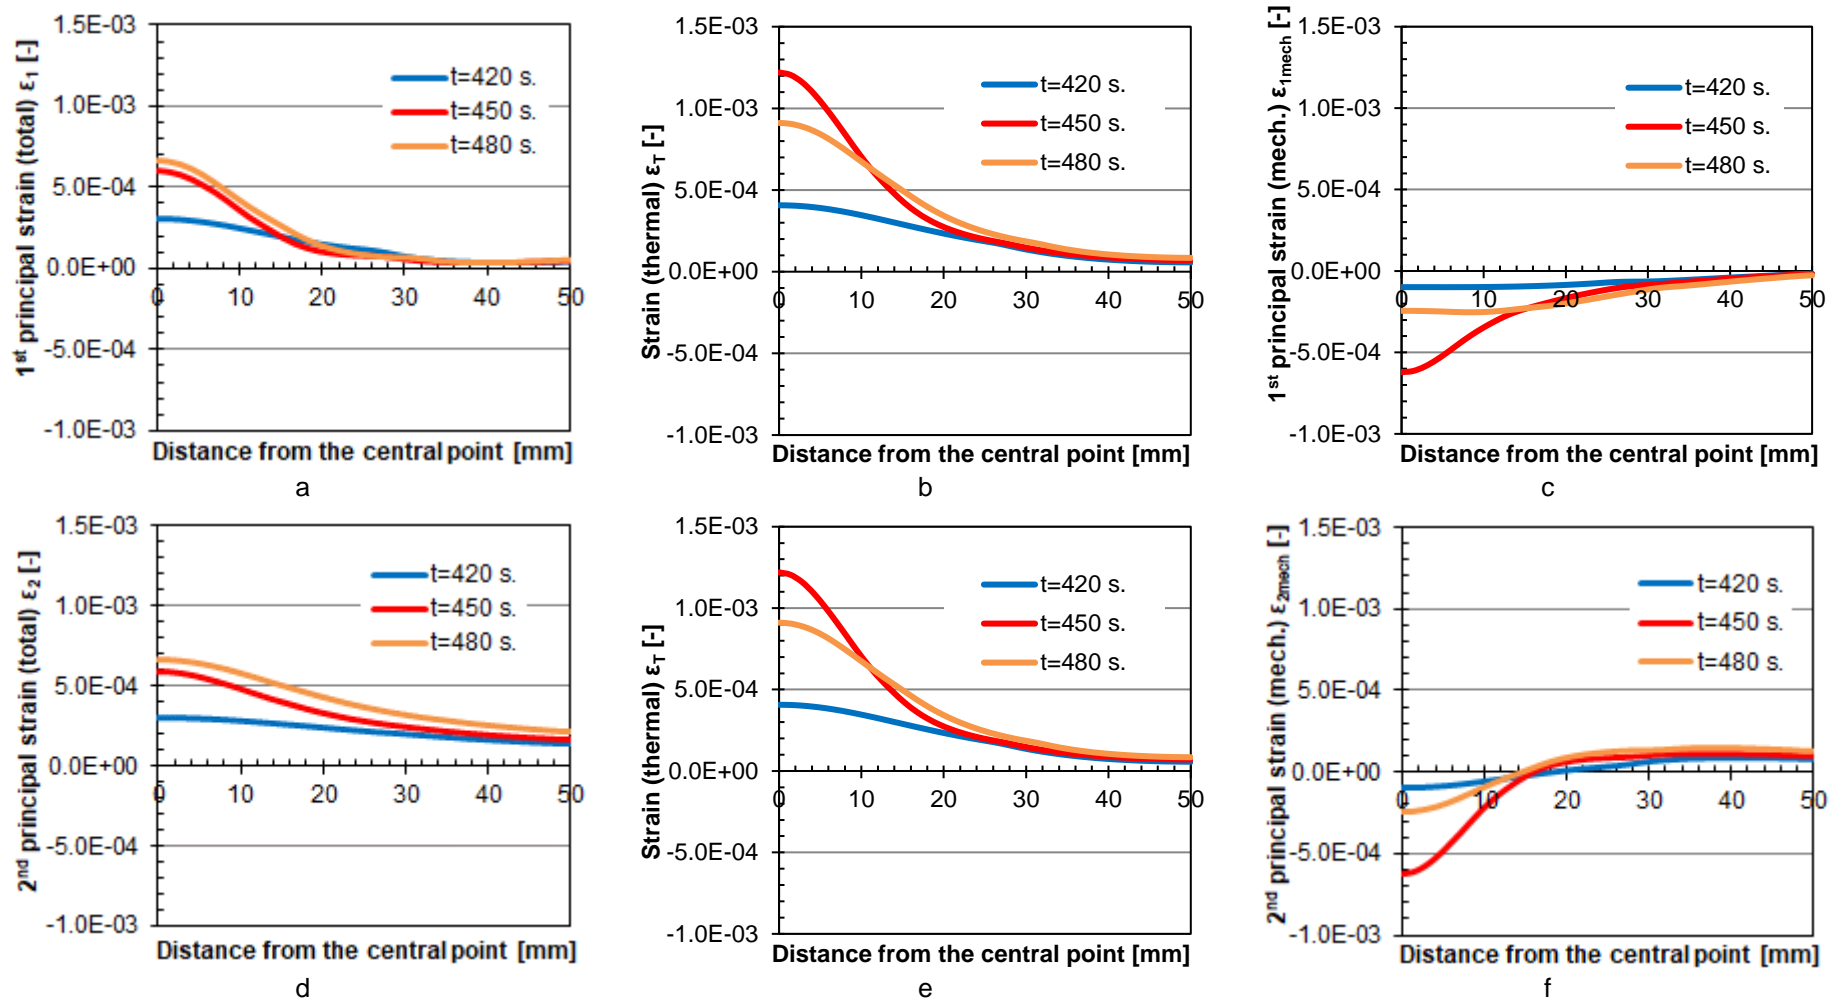 1st principal strain (total) ε1 [-]
1.5E-03
1.0E-03
5.0E-04
0.0E+00
-5.0E-04
-1.0E-03
t=420 s.
t=450 s.
t=480 s.
0 10 20 30 40 50
Distance from the central point [mm]
a
Strain (thermal) εT [-]
1.5E-03
1.0E-03
5.0E-04
0.0E+00
-5.0E-04
-1.0E-03
t=420 s.
t=450 s.
t=480 s.
0 10 20 30 40 50
Distance from the central point [mm]
b
1st principal strain (mech.) ε1mech [-]
1.5E-03
1.0E-03
5.0E-04
0.0E+00
-5.0E-04
-1.0E-03
t=420 s.
t=450 s.
t=480 s.
0 10 20 30 40 50
Distance from the central point [mm]
c
2nd principal strain (total) ε2 [-]
1.5E-03
1.0E-03
5.0E-04
0.0E+00
-5.0E-04
-1.0E-03
t=420 s.
t=450 s.
t=480 s.
0 10 20 30 40 50
Distance from the central point [mm]
d
Strain (thermal) εT [-]
1.5E-03
1.0E-03
5.0E-04
0.0E+00
-5.0E-04
-1.0E-03
t=420 s.
t=450 s.
t=480 s.
0 10 20 30 40 50
Distance from the central point [mm]
e
2nd principal strain (mech.) ε2mech [-]
1.5E-03
1.0E-03
5.0E-04
0.0E+00
-5.0E-04
-1.0E-03
t=420 s.
t=450 s.
t=480 s.
0 10 20 30 40 50
Distance from the central point [mm]
f